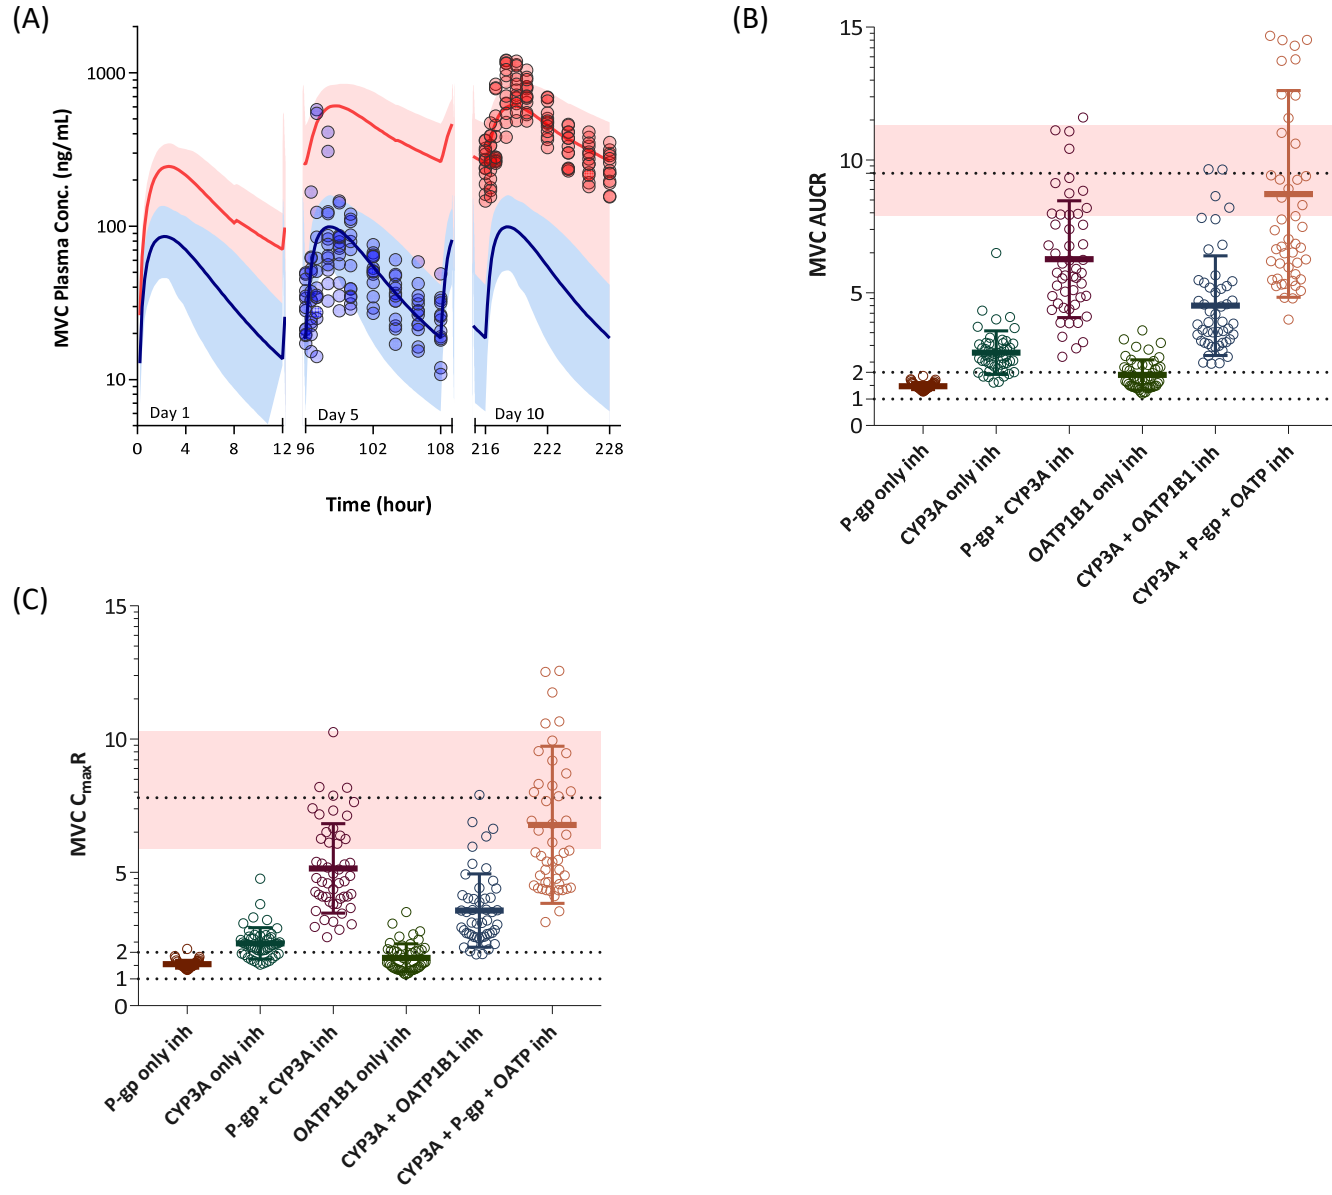 (A)
MVC Plasma Conc. (ng/mL)
1000
100
10
Day 1
Day 5
Day 10
0 4 8 12 96 102 108 216 222 228
Time (hour)
(B)
MVC AUCR
15
10
5
2
1
0
P-gp only inh
CYP3A only inh
P-gp + CYP3A inh
OATP1B1 only inh
CYP3A + OATP1B1 inh
CYP3A + P-gp + OATP inh
(C)
MVC CmaxR
15
10
5
2
1
0
P-gp only inh
CYP3A only inh
P-gp + CYP3A inh
OATP1B1 only inh
CYP3A + OATP1B1 inh
CYP3A + P-gp + OATP inh